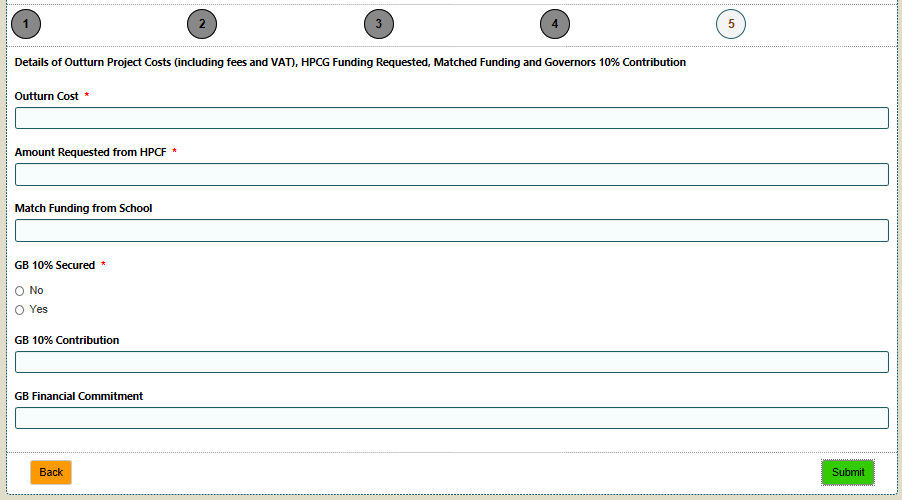 1 2 3 4 5
Details of Outturn Project Costs (including fees and VAT), HPCG Funding Requested, Matched Funding and Governors 10% Contribution
Outturn Cost *
Amount Requested from HPCF *
Match Funding from School
GB 10% Secured *
No
Yes
GB 10% Contribution
GB Financial Commitment
Back Submit